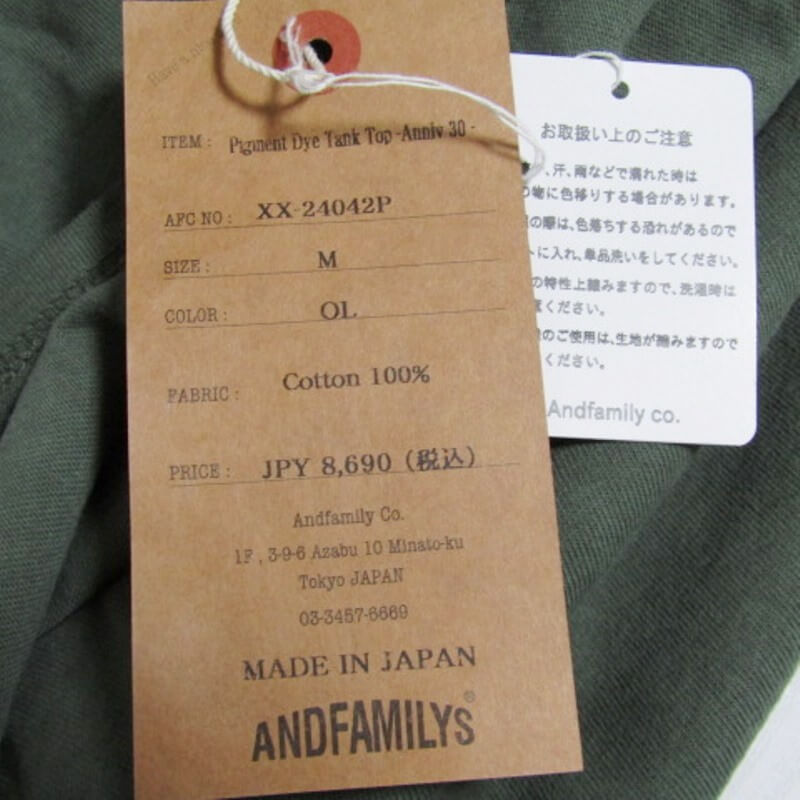 Have a
ITEM : Pigment Dye Tank Top -Anniv 30 -
AFC NO : XX-24042P
SIZE : M
COLOR : OL
FABRIC : Cotton 100%
PRICE : JPY 8,690 (税込)
Andfamily Co.
1F , 3-9-6 Azabu 10 Minato-ku
Tokyo JAPAN
03-3457-6669
MADE IN JAPAN
ANDFAMILYS®
お取扱い上のご注意
、汗、雨などで濡れた時は
の物に色移りする場合があります。
の際は、色落ちする恐れがあるので
トに入れ、単品洗いをしてください。
の特性上縮みますので、洗濯時は
ください。
のご使用は、生地が縮みますので
ください。
Andfamily co.